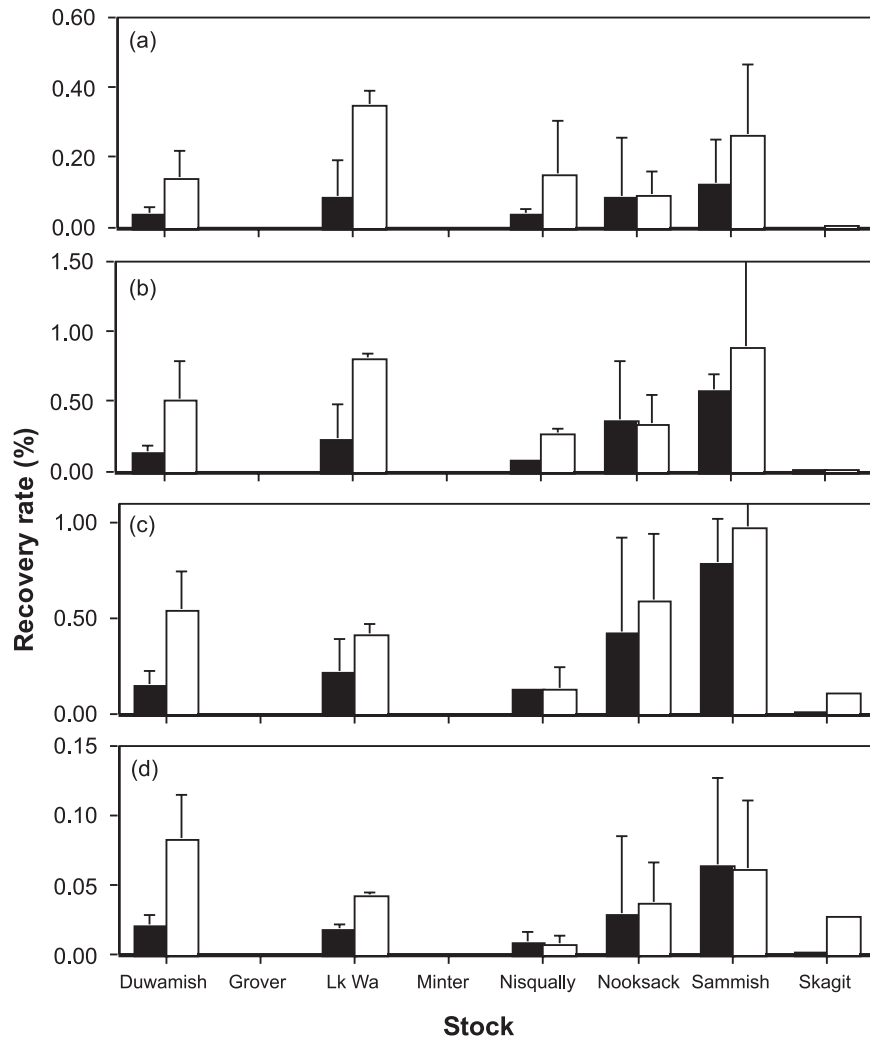 0.60
(a)
0.40
0.20
0.00
1.50
(b)
1.00
0.50
0.00
Recovery rate (%)
(c)
1.00
0.50
0.00
0.15
(d)
0.10
0.05
0.00
Duwamish Grover Lk Wa Minter Nisqually Nooksack Sammish Skagit
Stock